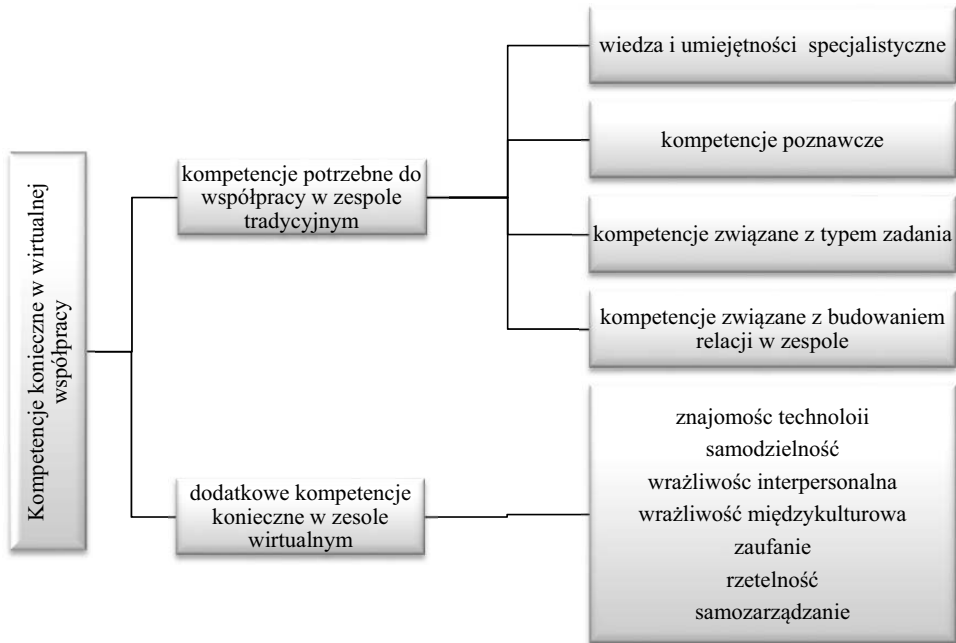 Kompetencje konieczne w wirtualnej
współpracy
kompetencje potrzebne do
współpracy w zespole
tradycyjnym
wiedza i umiejętności specjalistyczne
kompetencje poznawcze
kompetencje związane z typem zadania
kompetencje związane z budowaniem
relacji w zespole
dodatkowe kompetencje
konieczne w zesole
wirtualnym
znajomośc technoloii
samodzielność
wrażliwośc interpersonalna
wrażliwość międzykulturowa
zaufanie
rzetelność
samozarządzanie